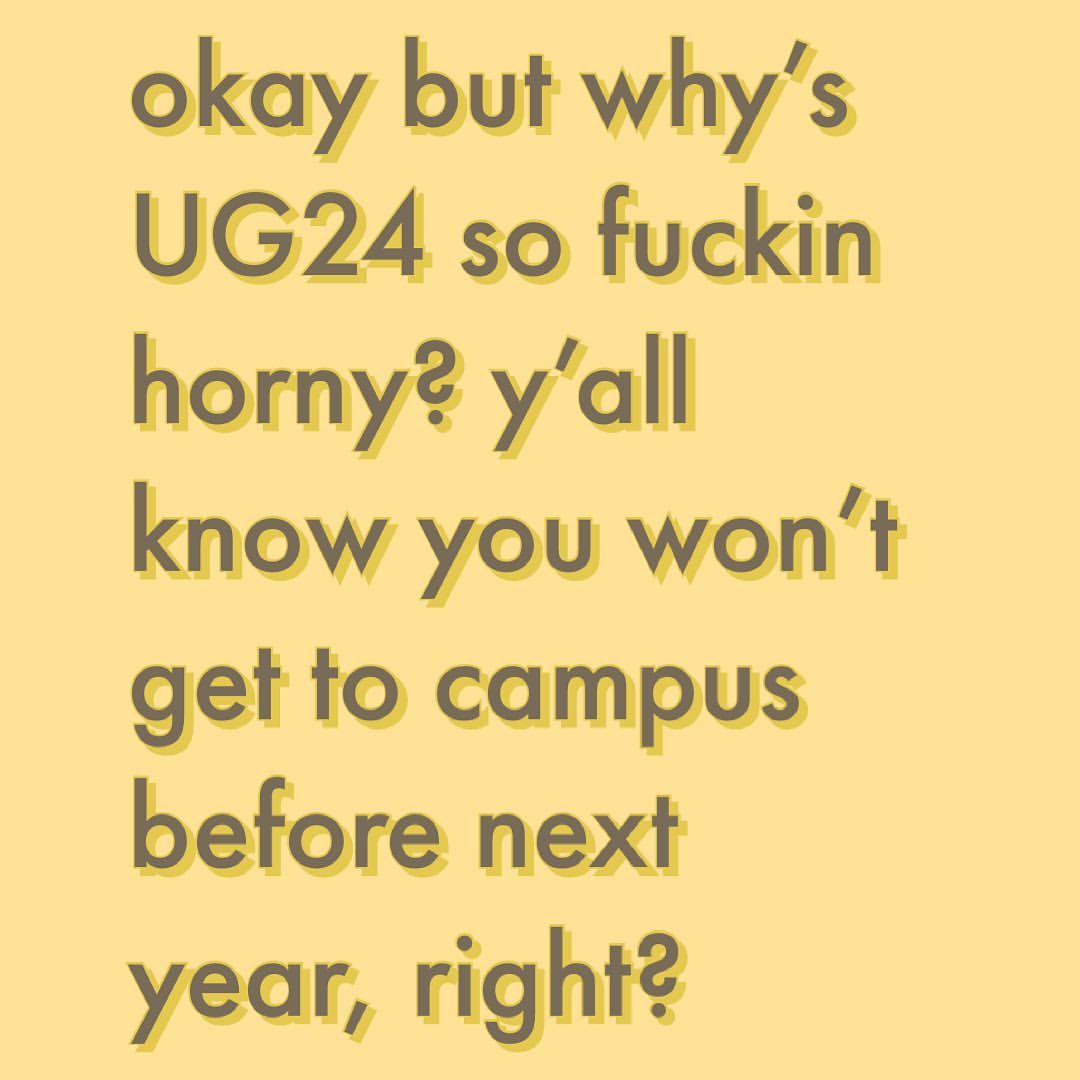 okay but why's
UG24 so fuckin
horny? y'all
know you won't
get to campus
before next
year, right?